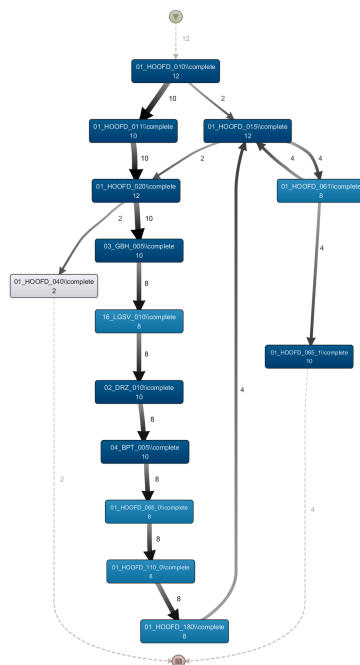 12
01_HOOFD_010\\complete
12
10
2
01_HOOFD_011\\complete
10
01_HOOFD_015\\complete
12
10
2
4
4
01_HOOFD_020\\complete
12
01_HOOFD_061\\complete
8
2
10
03_GBH_005\\complete
10
4
01_HOOFD_040\\complete
2
8
16_LGSV_010\\complete
8
8
01_HOOFD_065_1\\complete
10
02_DRZ_010\\complete
10
4
8
04_BPT_005\\complete
10
2
8
01_HOOFD_065_0\\complete
8
4
8
01_HOOFD_110_0\\complete
8
8
01_HOOFD_180\\complete
8